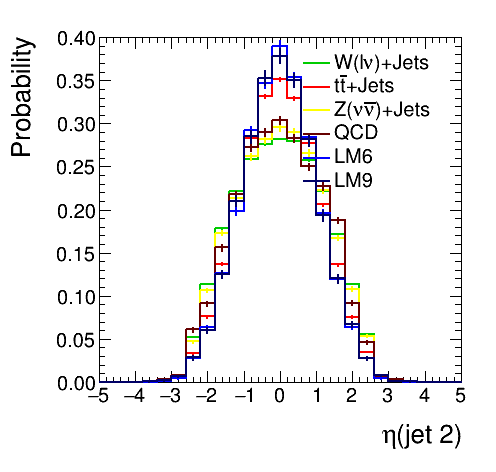 Probability
0.40
0.35
0.30
0.25
0.20
0.15
0.10
0.05
0.00
W(lν)+Jets
tt̅+Jets
Z(νν̅)+Jets
QCD
LM6
LM9
−5 −4 −3 −2 −1 0 1 2 3 4 5
η(jet 2)